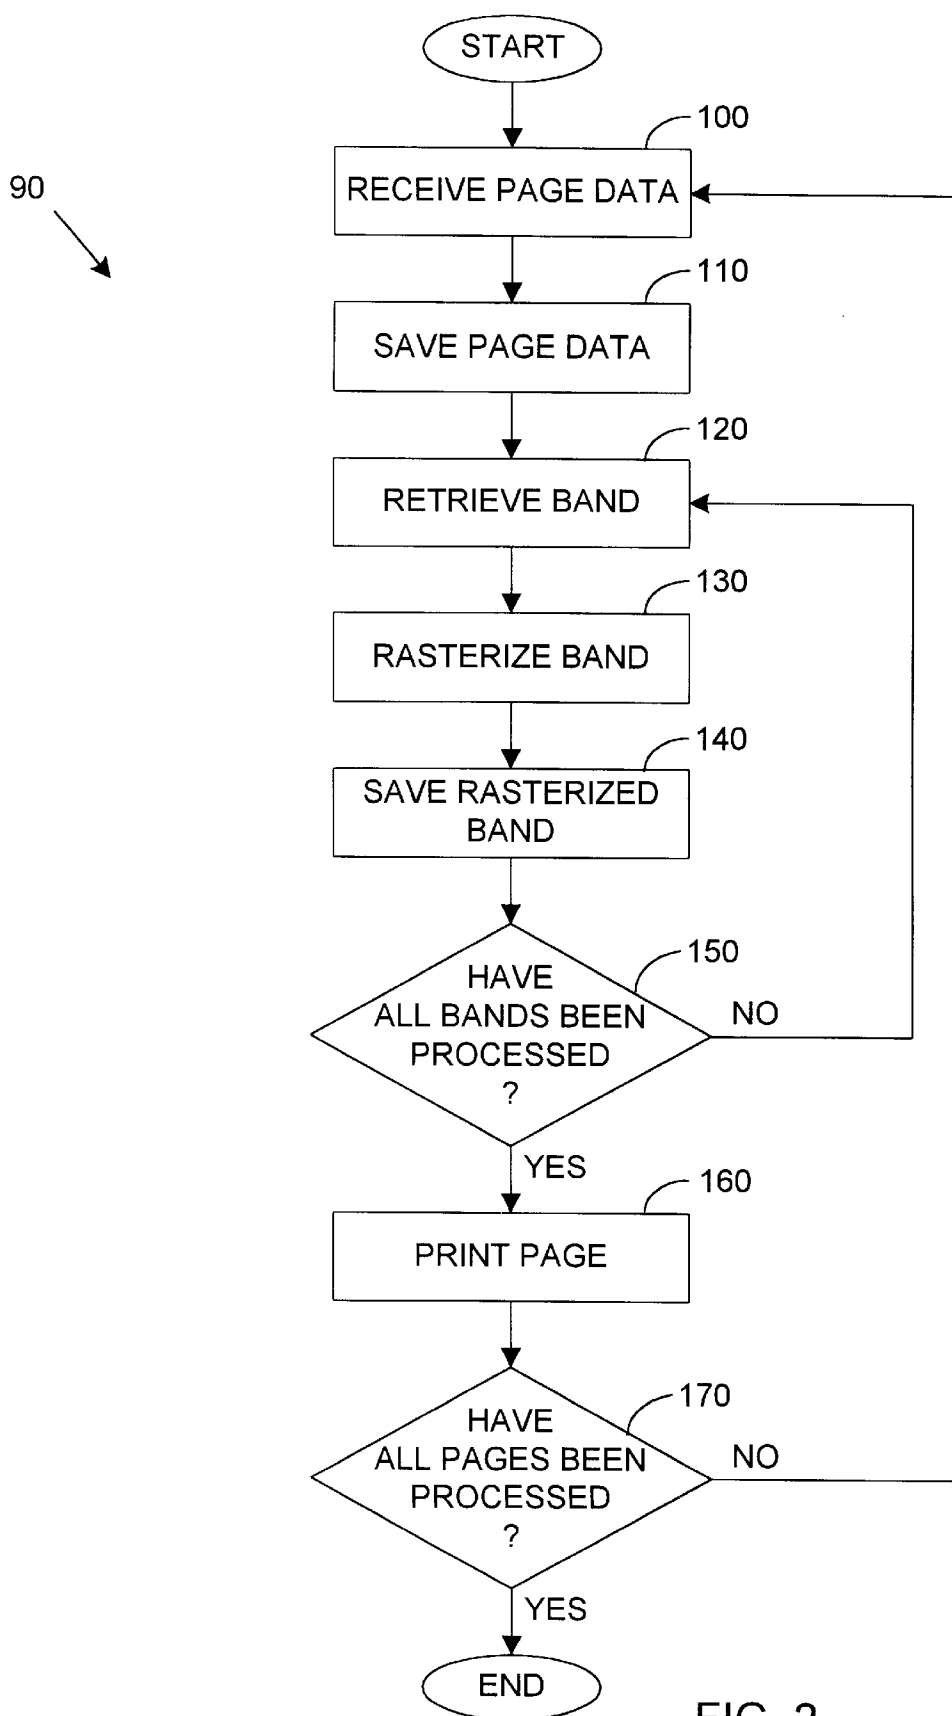 START
100
RECEIVE PAGE DATA
90
110
SAVE PAGE DATA
120
RETRIEVE BAND
130
RASTERIZE BAND
140
SAVE RASTERIZED
BAND
150
HAVE
ALL BANDS BEEN
PROCESSED
?
NO
YES
160
PRINT PAGE
170
HAVE
ALL PAGES BEEN
PROCESSED
?
NO
YES
END
FIG. 2